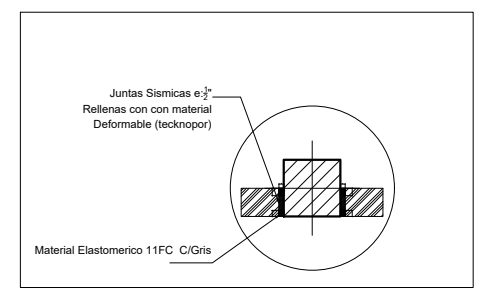 Juntas Sismicas e:½"
Rellenas con con material
Deformable (tecknopor)
Material Elastomerico 11FC C/Gris